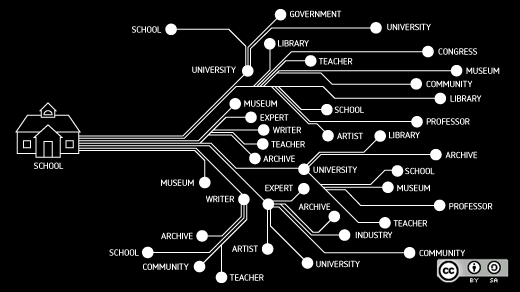 GOVERNMENT
SCHOOL
UNIVERSITY
LIBRARY
CONGRESS
TEACHER
UNIVERSITY
MUSEUM
COMMUNITY
LIBRARY
MUSEUM
SCHOOL
EXPERT
PROFESSOR
WRITER
ARTIST
LIBRARY
TEACHER
ARCHIVE
ARCHIVE
SCHOOL
UNIVERSITY
SCHOOL
MUSEUM
EXPERT
MUSEUM
WRITER
PROFESSOR
ARCHIVE
TEACHER
ARCHIVE
INDUSTRY
ARTIST
SCHOOL
COMMUNITY
COMMUNITY
UNIVERSITY
TEACHER
cc
BY SA